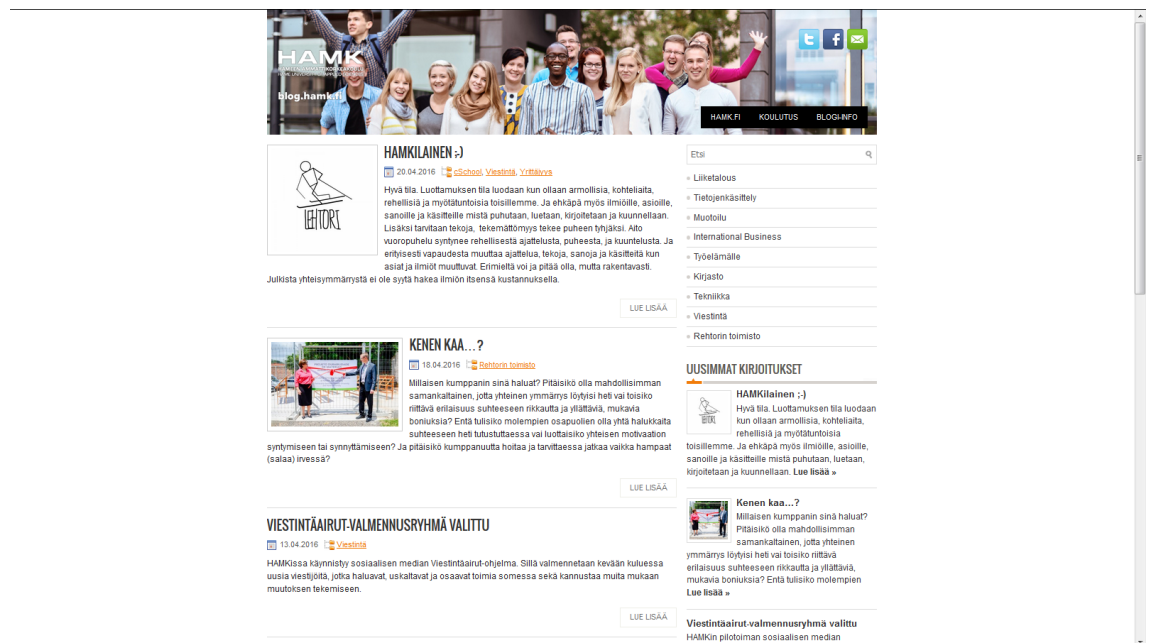 HAMK
blog.hamk.fi
HAMK.FI KOULUTUS BLOGI-INFO
LEHTORI
HAMKILAINEN ;-)
20.04.2016 cSchool, Viestintä, Yrittäjyys
Hyvä tila. Luottamuksen tila luodaan kun ollaan armollisia, kohteliaita,
rehellisiä ja myötätuntoisia toisillemme. Ja ehkäpä myös ilmiöille, asioille,
sanoille ja käsitteille mistä puhutaan, luetaan, kirjoitetaan ja kuunnellaan.
Lisäksi tarvitaan tekoja, tekemättömyys tekee puheen tyhjäksi. Aito
vuoropuhelu syntynee rehellisestä ajattelusta, puheesta, ja kuuntelusta. Ja
erityisesti vapaudesta muuttaa ajattelua, tekoja, sanoja ja käsitteitä kun
asiat ja ilmiöt muuttuvat. Erimieltä voi ja pitää olla, mutta rakentavasti.
Julkista yhteisymmärrystä ei ole syytä hakea ilmiön itsensä kustannuksella.
LUE LISÄÄ
KENEN KAA...?
18.04.2016 Rehtorin toimisto
Millaisen kumppanin sinä haluat? Pitäisikö olla mahdollisimman
samankaltainen, jotta yhteinen ymmärrys löytyisi heti vai toisiko
riittävä erilaisuus suhteeseen rikkautta ja yllättäviä, mukavia
boniuksia? Entä tulisiko molempien osapuolien olla yhtä halukkaita
suhteeseen heti tutustuttaessa vai luottaisiko yhteisen motivaation
syntymiseen tai synnyttämiseen? Ja pitäisikö kumppanuutta hoitaa ja tarvittaessa jatkaa vaikka hampaat
(salaa) irvessä?
LUE LISÄÄ
VIESTINTÄAIRUT-VALMENNUSRYHMÄ VALITTU
13.04.2016 Viestintä
HAMKissa käynnistyy sosiaalisen median Viestintäairut-ohjelma. Sillä valmennetaan kevään kuluessa
uusia viestijöitä, jotka haluavat, uskaltavat ja osaavat toimia somessa sekä kannustaa muita mukaan
muutoksen tekemiseen.
LUE LISÄÄ
Etsi
Liiketalous
Tietojenkäsittely
Muotoilu
International Business
Työelämälle
Kirjasto
Tekniikka
Viestintä
Rehtorin toimisto
UUSIMMAT KIRJOITUKSET
LEHTORI
HAMKilainen ;-)
Hyvä tila. Luottamuksen tila luodaan
kun ollaan armollisia, kohteliaita,
rehellisiä ja myötätuntoisia
toisillemme. Ja ehkäpä myös ilmiöille, asioille,
sanoille ja käsitteille mistä puhutaan, luetaan,
kirjoitetaan ja kuunnellaan. Lue lisää »
Kenen kaa...?
Millaisen kumppanin sinä haluat?
Pitäisikö olla mahdollisimman
samankaltainen, jotta yhteinen
ymmärrys löytyisi heti vai toisiko riittävä
erilaisuus suhteeseen rikkautta ja yllättäviä,
mukavia boniuksia? Entä tulisiko molempien
Lue lisää »
Viestintäairut-valmennusryhmä valittu
HAMKin pilotoiman sosiaalisen median